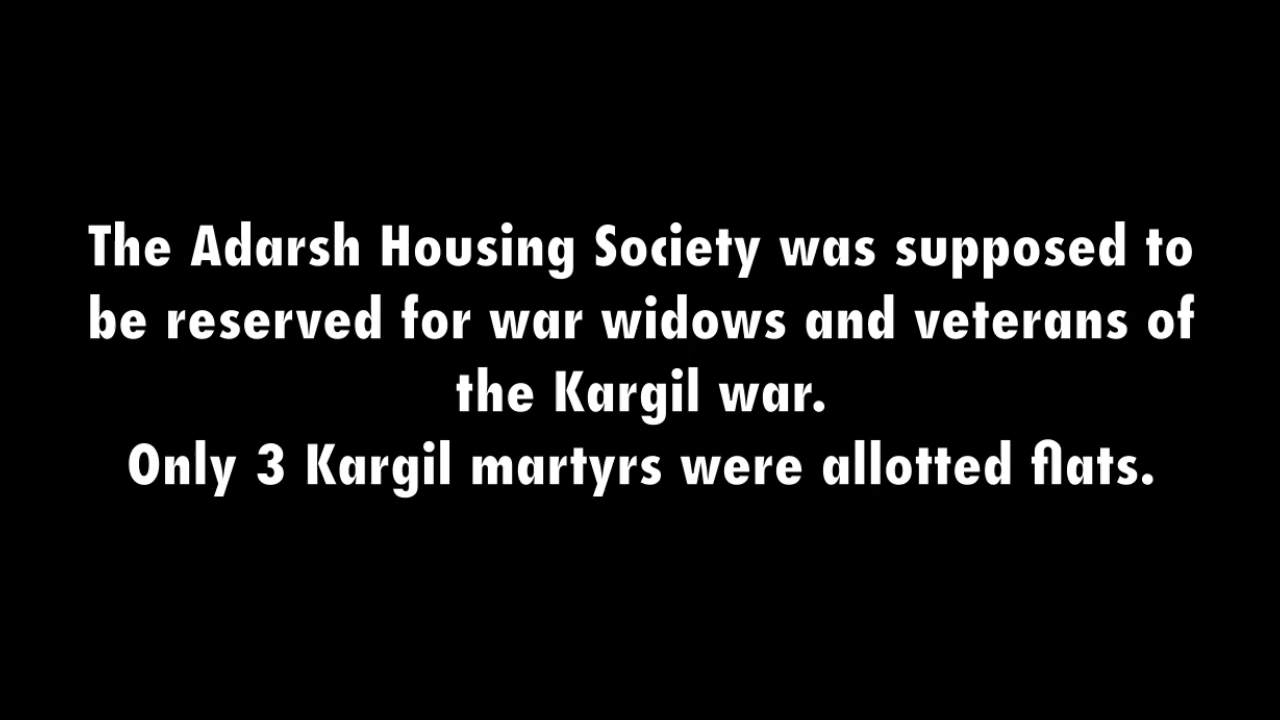 The Adarsh Housing Society was supposed to
be reserved for war widows and veterans of
the Kargil war.
Only 3 Kargil martyrs were allotted flats.